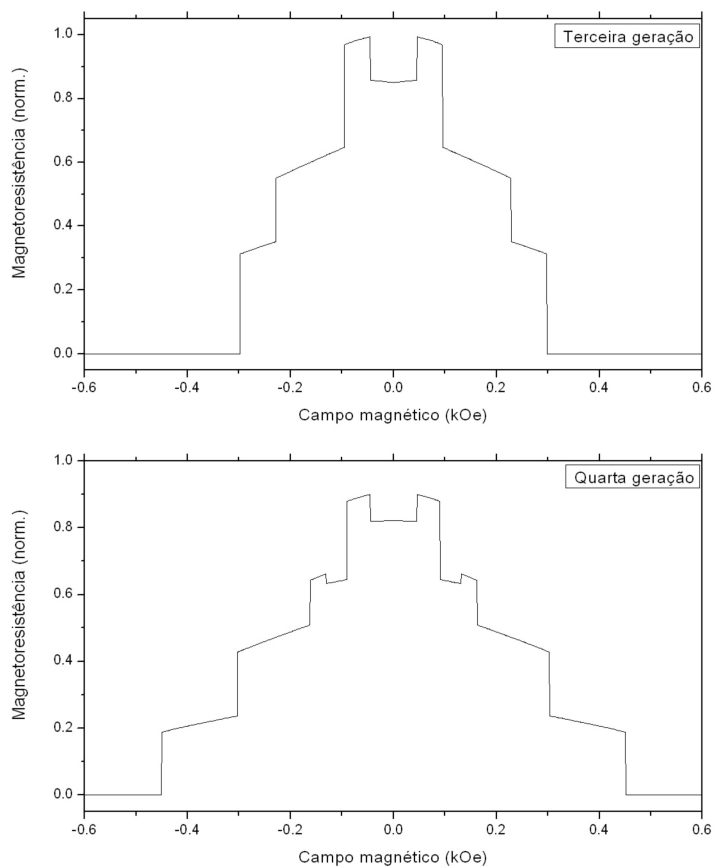 Terceira geração
Magnetoresistência (norm.)
1.0
0.8
0.6
0.4
0.2
0.0
-0.6 -0.4 -0.2 0.0 0.2 0.4 0.6
Campo magnético (kOe)
Quarta geração
Magnetoresistência (norm.)
1.0
0.8
0.6
0.4
0.2
0.0
-0.6 -0.4 -0.2 0.0 0.2 0.4 0.6
Campo magnético (kOe)